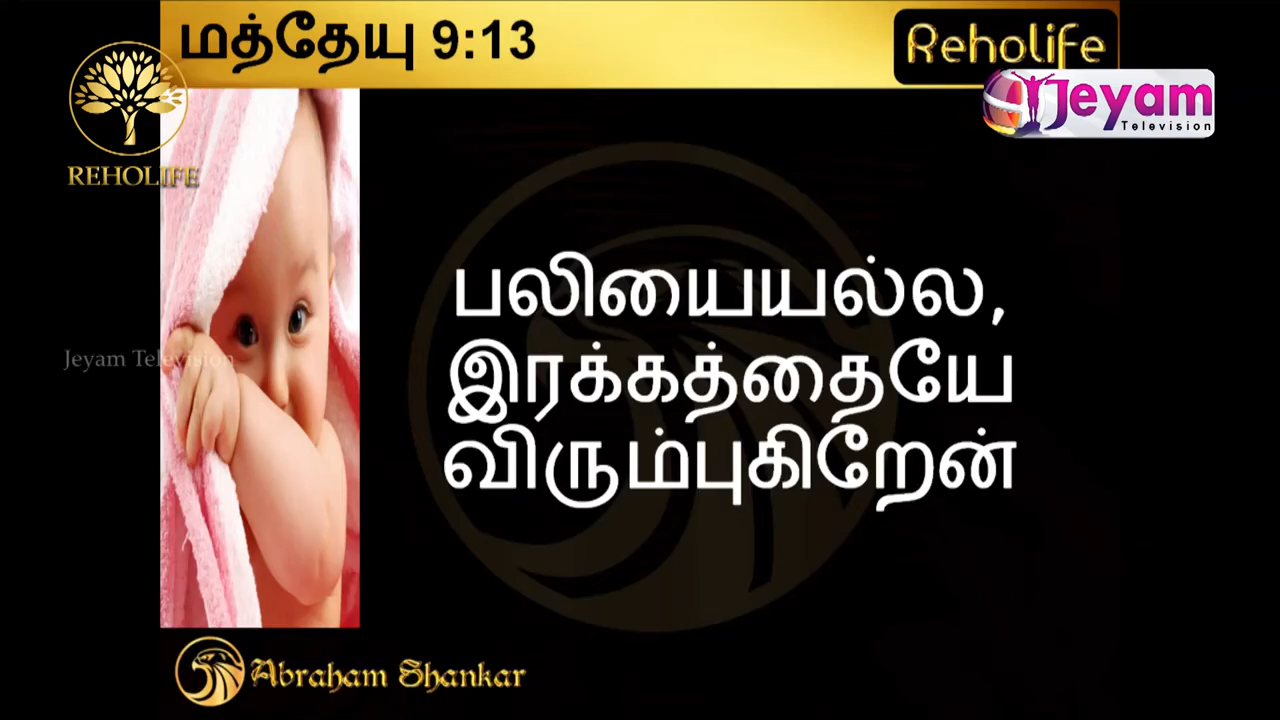 மத்தேயு 9:13
Reholife
Jeyam
Television
REHOLIFE
பலியையல்ல,
இரக்கத்தையே
Jeyam Television
விரும்புகிறேன்
Abraham Shankar